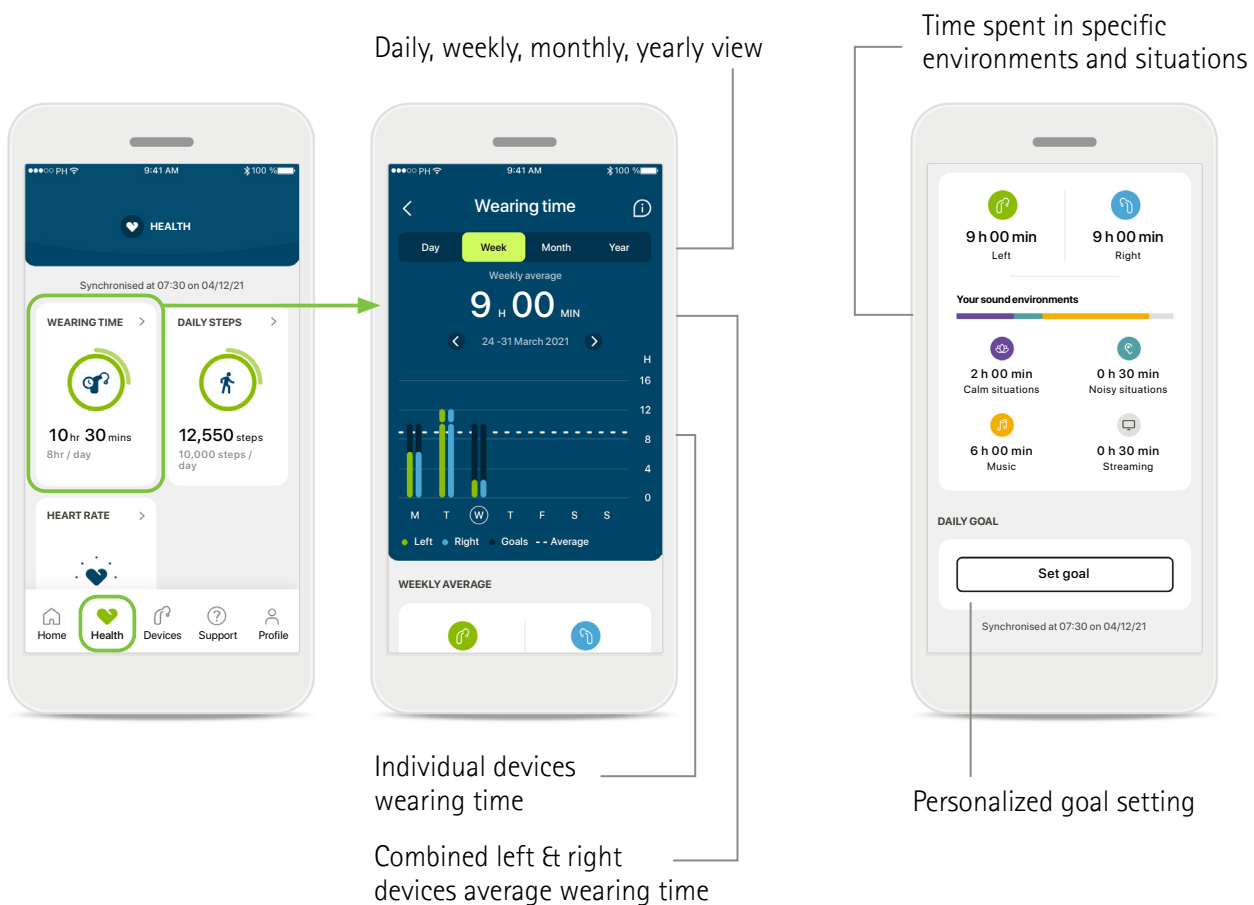 Daily, weekly, monthly, yearly view
Time spent in specific
environments and situations
PH 9:41 AM 100 %
HEALTH
Synchronised at 07:30 on 04/12/21
WEARING TIME
10 hr 30 mins
8hr / day
DAILY STEPS
12,550 steps
10,000 steps /
day
HEART RATE
Home Health Devices Support Profile
PH 9:41 AM 100 %
Wearing time
Day Week Month Year
Weekly average
9 H 00 MIN
24 -31 March 2021
H
16
12
8
4
0
M T W T F S S
Left Right Goals - - Average
WEEKLY AVERAGE
9 h 00 min
Left
9 h 00 min
Right
Your sound environments
2 h 00 min
Calm situations
0 h 30 min
Noisy situations
6 h 00 min
Music
0 h 30 min
Streaming
DAILY GOAL
Set goal
Synchronised at 07:30 on 04/12/21
Individual devices
wearing time
Combined left & right
devices average wearing time
Personalized goal setting